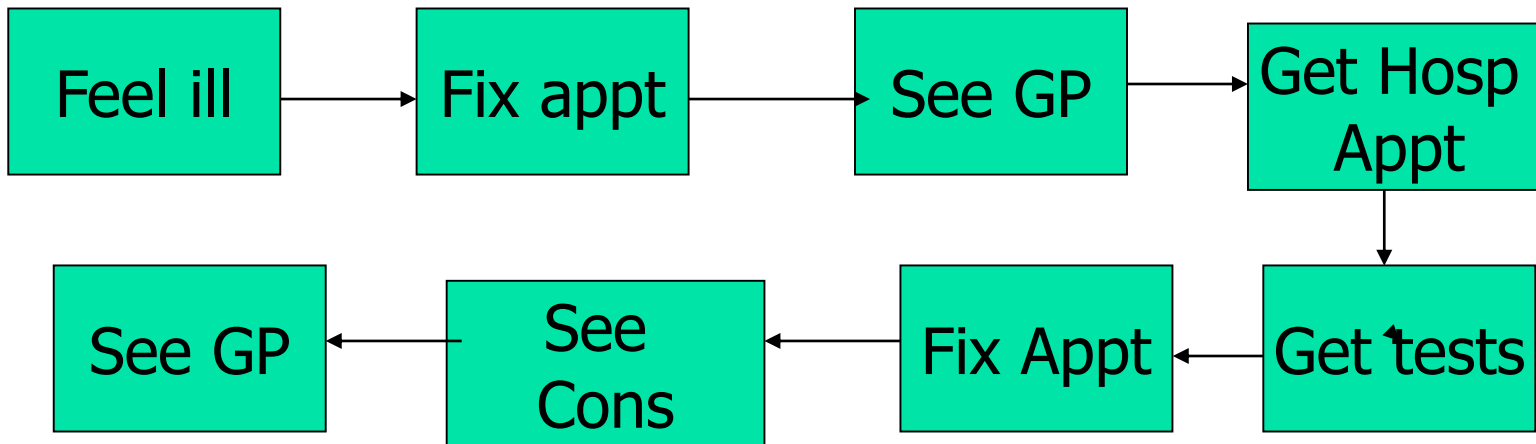 Feel ill
Fix appt
See GP
Get Hosp
Appt
Get tests
Fix Appt
See
Cons
See GP